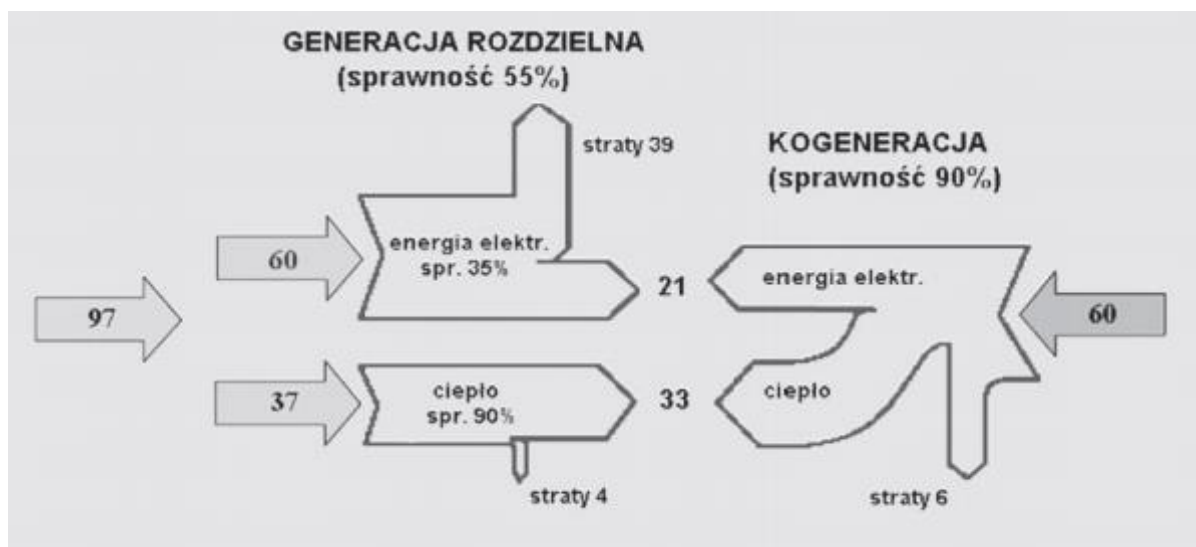 GENERACJA ROZDZIELNA
(sprawność 55%)
straty 39
KOGENERACJA
(sprawność 90%)
97
60
energia elektr.
spr. 35%
21
energia elektr.
60
37
ciepło
spr. 90%
33
ciepło
straty 4
straty 6